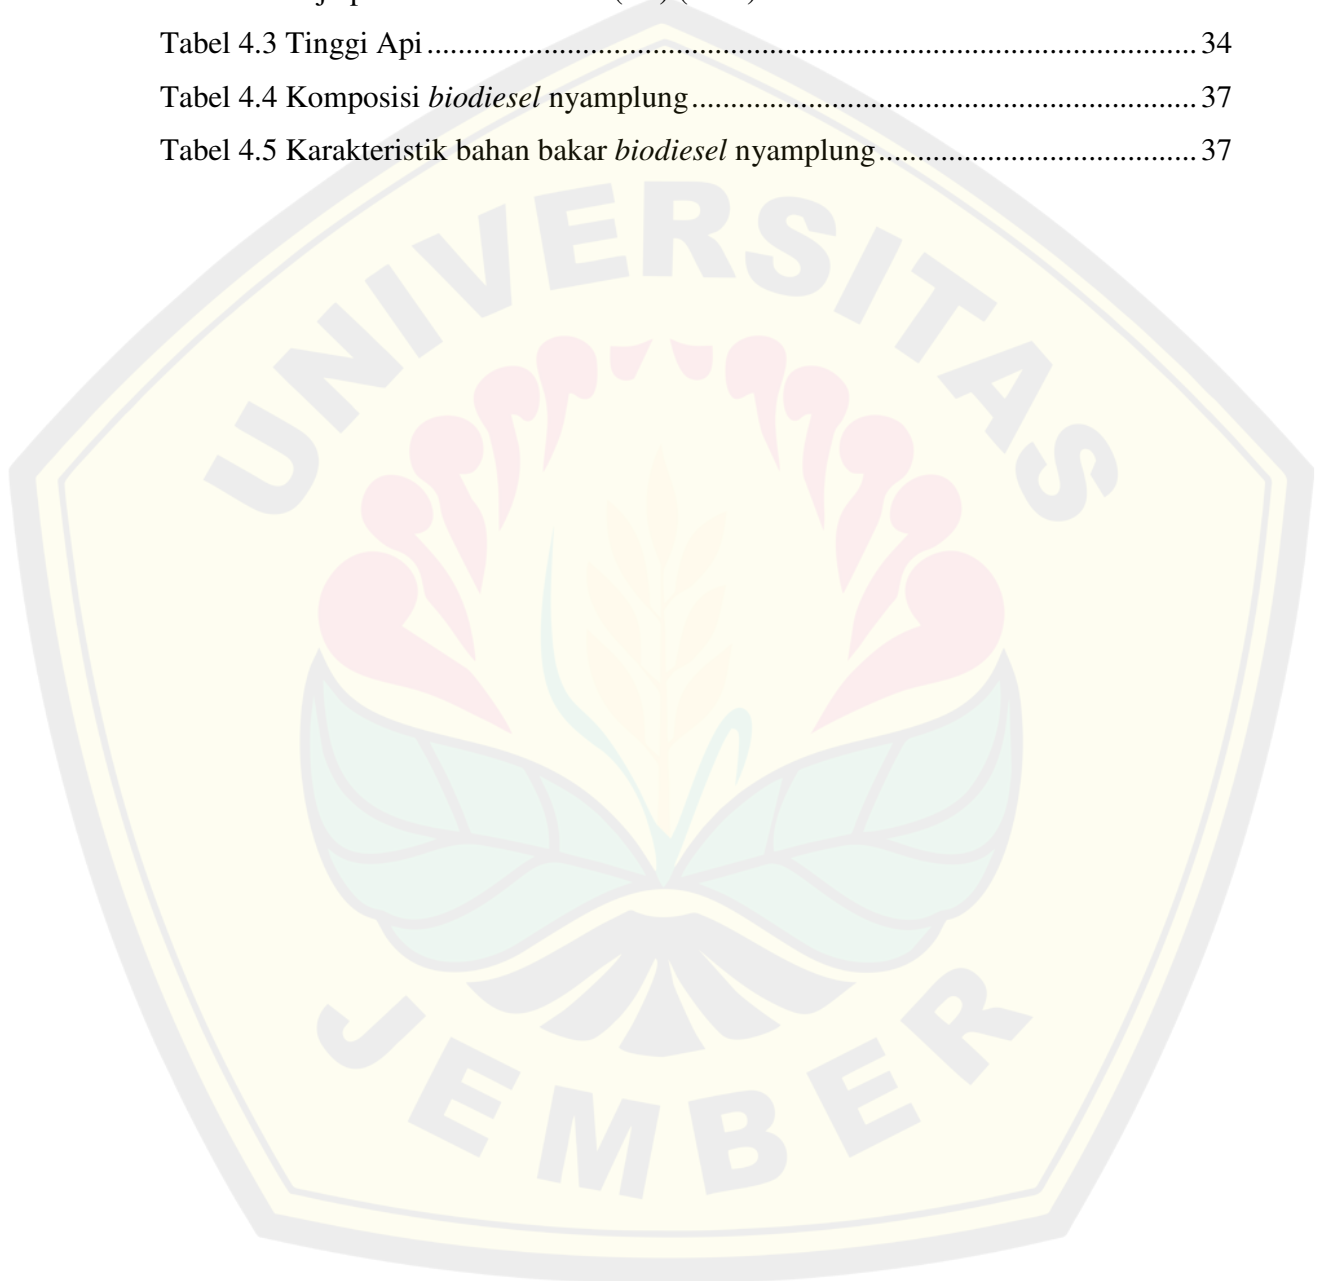 Tabel 4.3 Tinggi Api.................................................................................................... 34
Tabel 4.4 Komposisi biodiesel nyamplung.................................................................. 37
Tabel 4.5 Karakteristik bahan bakar biodiesel nyamplung......................................... 37
UNIVERSITAS
JEMBER